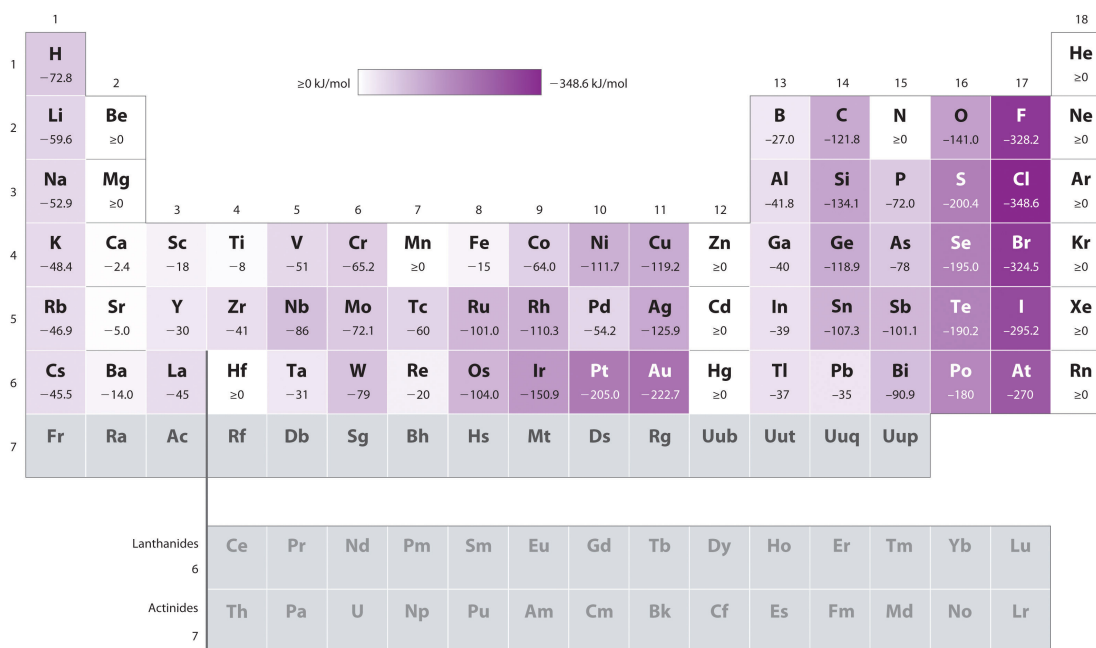 1 18
H He
1 −72.8 ≥0
2 ≥0 kJ/mol −348.6 kJ/mol 13 14 15 16 17
Li Be B C N O F Ne
2 −59.6 ≥0 −27.0 −121.8 ≥0 −141.0 −328.2 ≥0
Na Mg Al Si P S Cl Ar
3 −52.9 ≥0 −41.8 −134.1 −72.0 −200.4 −348.6 ≥0
3 4 5 6 7 8 9 10 11 12
K Ca Sc Ti V Cr Mn Fe Co Ni Cu Zn Ga Ge As Se Br Kr
4 −48.4 −2.4 −18 −8 −51 −65.2 ≥0 −15 −64.0 −111.7 −119.2 ≥0 −40 −118.9 −78 −195.0 −324.5 ≥0
Rb Sr Y Zr Nb Mo Tc Ru Rh Pd Ag Cd In Sn Sb Te I Xe
5 −46.9 −5.0 −30 −41 −86 −72.1 −60 −101.0 −110.3 −54.2 −125.9 ≥0 −39 −107.3 −101.1 −190.2 −295.2 ≥0
Cs Ba La Hf Ta W Re Os Ir Pt Au Hg Tl Pb Bi Po At Rn
6 −45.5 −14.0 −45 ≥0 −31 −79 −20 −104.0 −150.9 −205.0 −222.7 ≥0 −37 −35 −90.9 −180 −270 ≥0
7 Fr Ra Ac Rf Db Sg Bh Hs Mt Ds Rg Uub Uut Uuq Uup
Lanthanides Ce Pr Nd Pm Sm Eu Gd Tb Dy Ho Er Tm Yb Lu
6
Actinides Th Pa U Np Pu Am Cm Bk Cf Es Fm Md No Lr
7